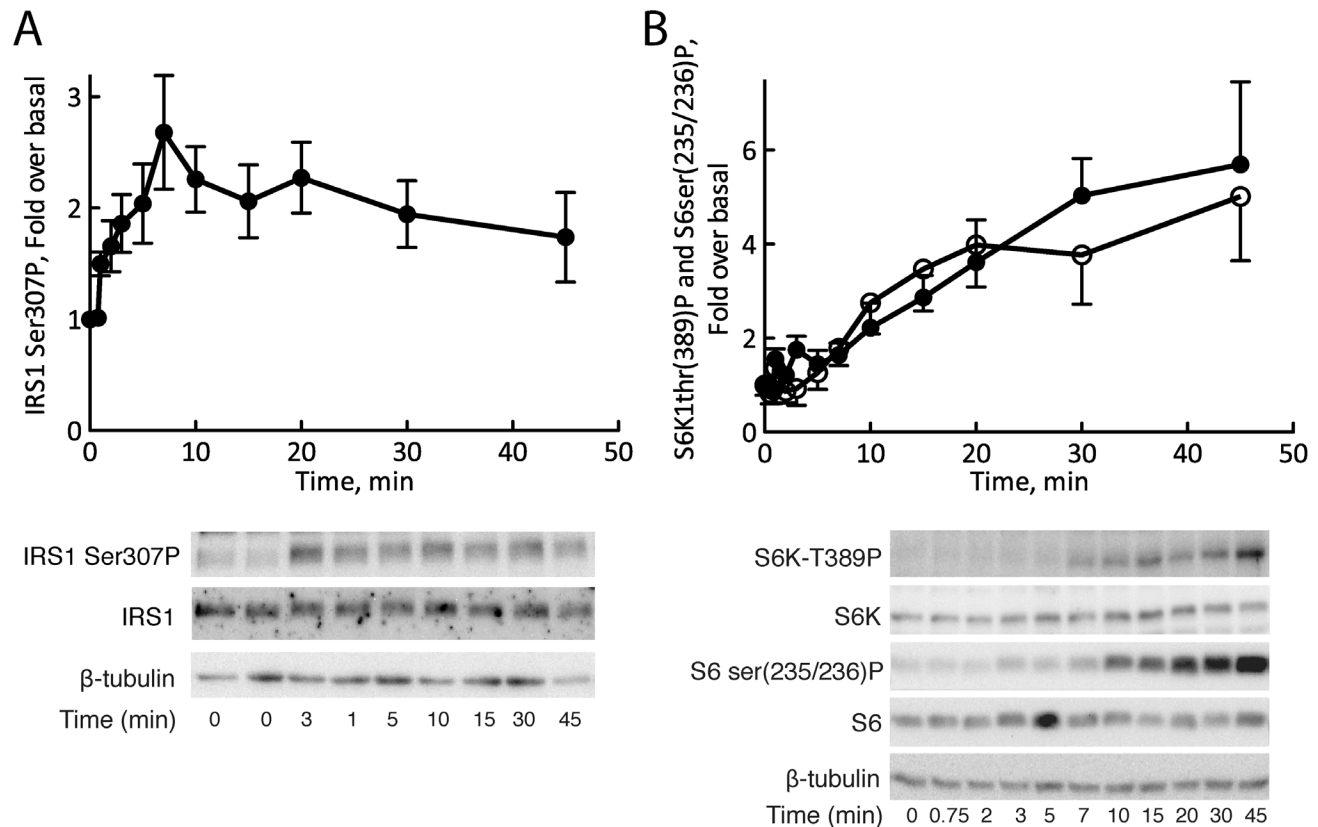 A
IRS1 Ser307P, Fold over basal
3
2
1
0
0 10 20 30 40 50
Time, min
IRS1 Ser307P
IRS1
β-tubulin
Time (min) 0 0 3 1 5 10 15 30 45
B
S6K1thr(389)P and S6ser(235/236)P,
Fold over basal
6
4
2
0
0 10 20 30 40 50
Time, min
S6K-T389P
S6K
S6 ser(235/236)P
S6
β-tubulin
Time (min) 0 0.75 2 3 5 7 10 15 20 30 45